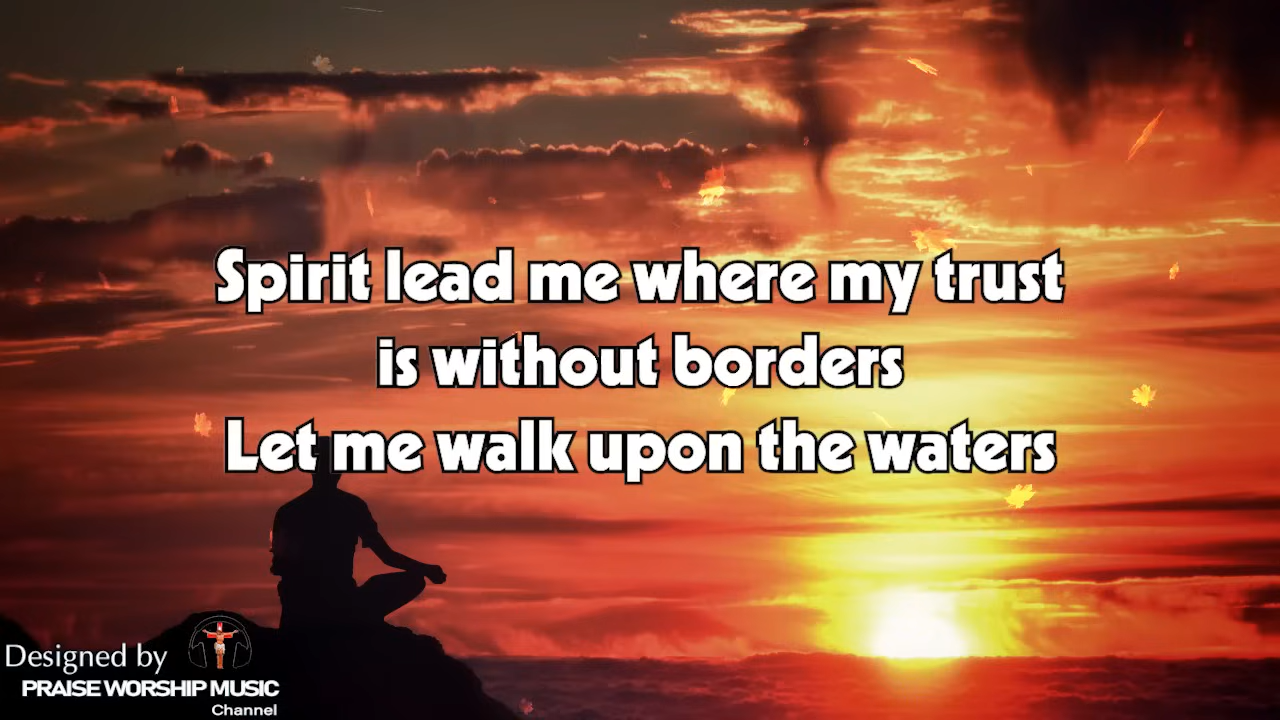 Spirit lead me where my trust
is without borders
Let me walk upon the waters
Designed by
PRAISE WORSHIP MUSIC
Channel